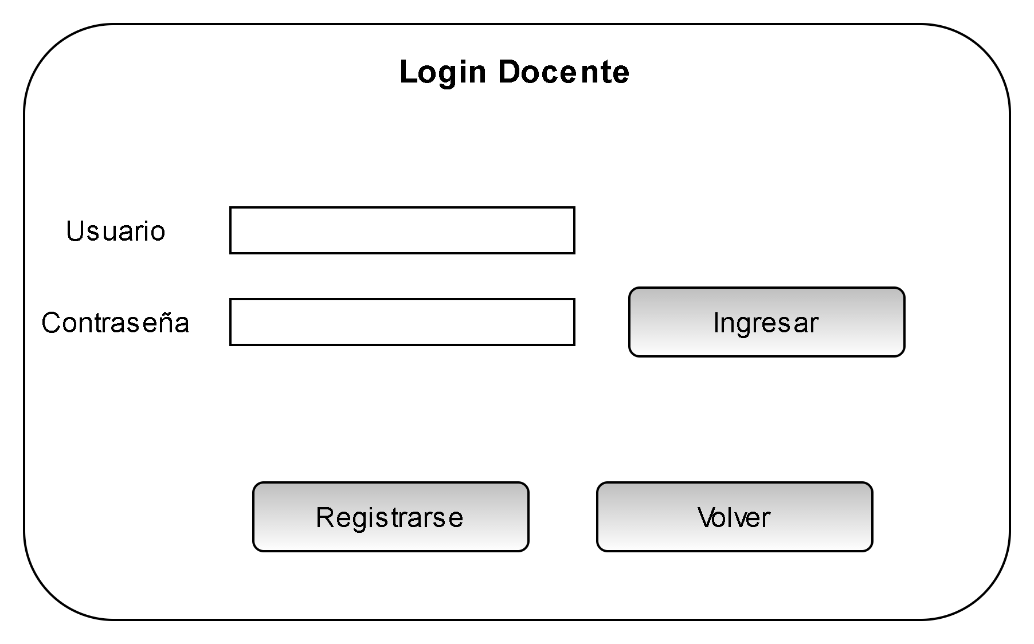 Login Docente
Usuario
Contraseña
Ingresar
Registrarse
Volver